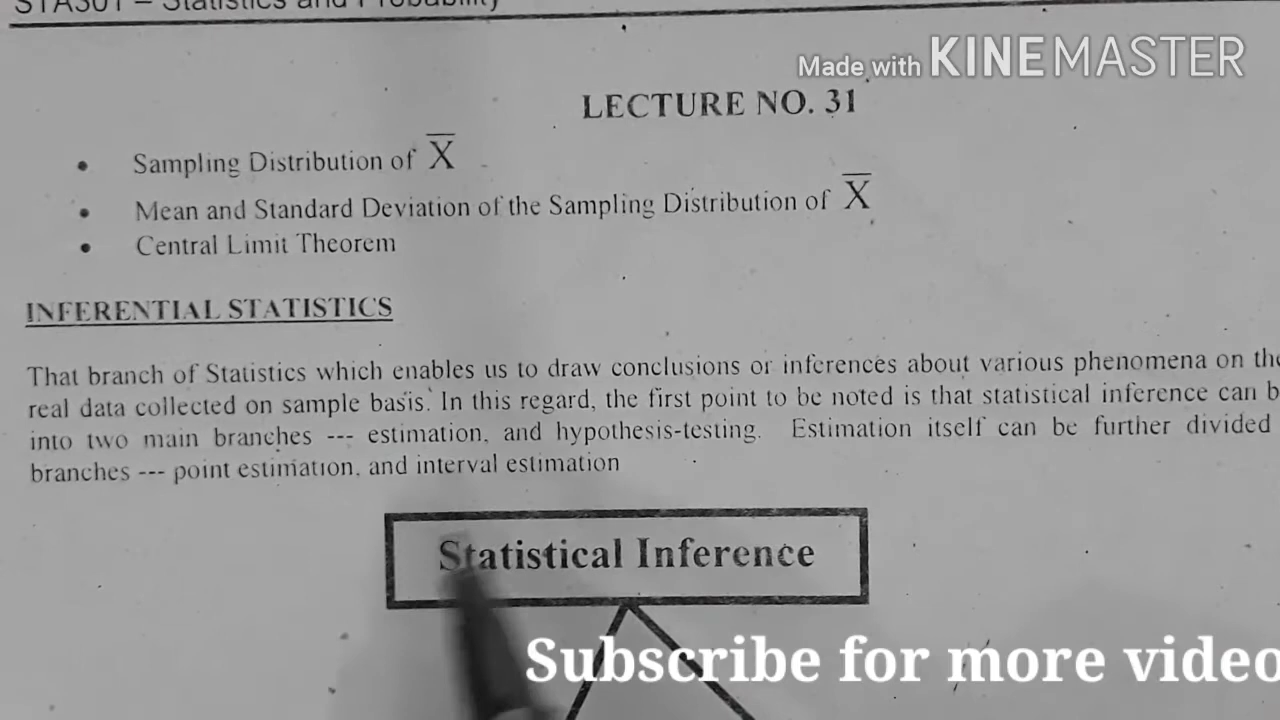 STA301 – Statistics and Probability
Made with KINEMASTER
LECTURE NO. 31
• Sampling Distribution of X̅
• Mean and Standard Deviation of the Sampling Distribution of X̅
• Central Limit Theorem
INFERENTIAL STATISTICS
That branch of Statistics which enables us to draw conclusions or inferences about various phenomena on the
real data collected on sample basis. In this regard, the first point to be noted is that statistical inference can b
into two main branches --- estimation, and hypothesis-testing. Estimation itself can be further divided
branches --- point estimation, and interval estimation
Statistical Inference
Subscribe for more video